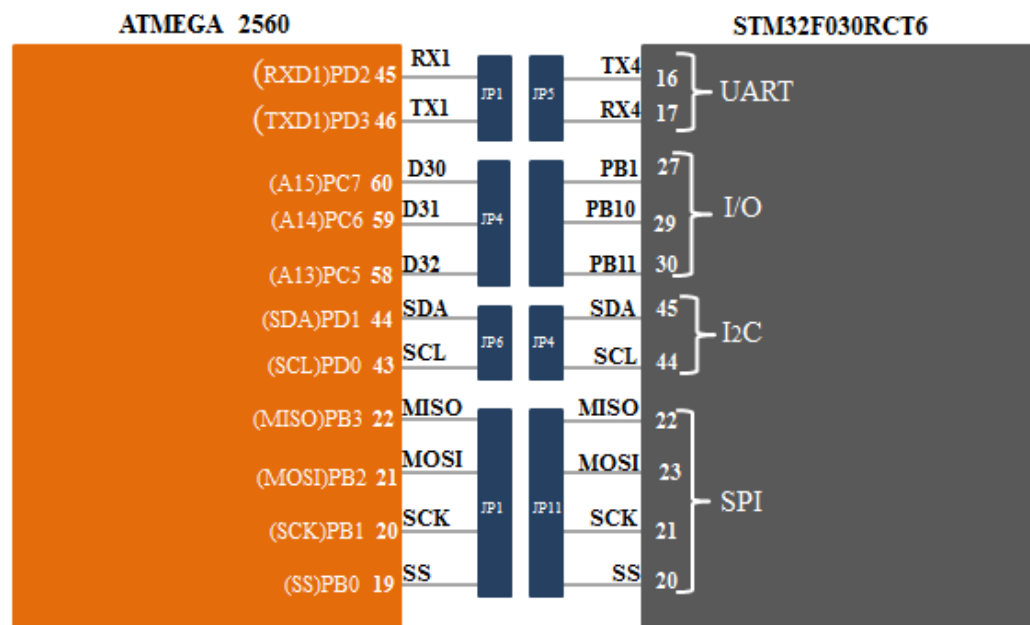 ATMEGA 2560 STM32F030RCT6
(RXD1)PD2 45 RX1 JP1 JP5 TX4 16 UART
(TXD1)PD3 46 TX1 RX4 17
(A15)PC7 60 D30 JP4 PB1 27 I/O
(A14)PC6 59 D31 PB10 29
(A13)PC5 58 D32 PB11 30
(SDA)PD1 44 SDA JP6 JP4 SDA 45 I2C
(SCL)PD0 43 SCL SCL 44
(MISO)PB3 22 MISO JP1 JP11 MISO 22 SPI
(MOSI)PB2 21 MOSI MOSI 23
(SCK)PB1 20 SCK SCK 21
(SS)PB0 19 SS SS 20